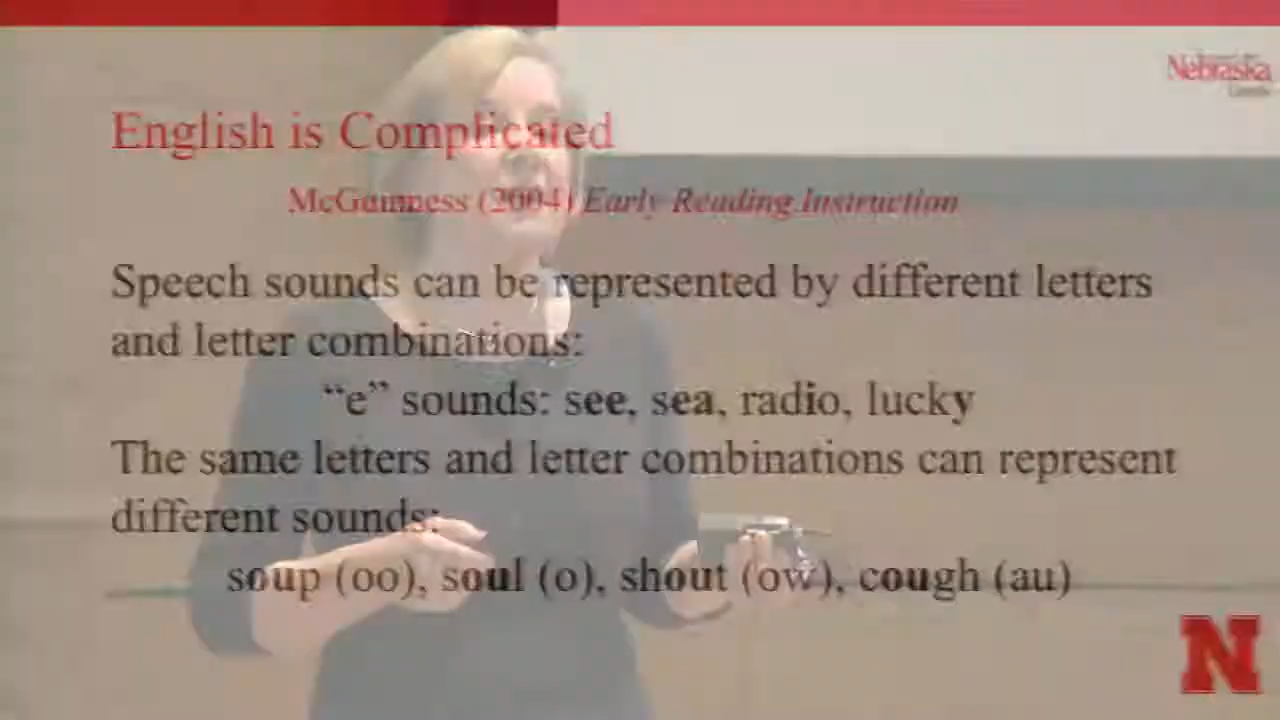 Nebraska
English is Complicated
McGuinness (2004) Early Reading Instruction
Speech sounds can be represented by different letters
and letter combinations:
“e” sounds: see, sea, radio, lucky
The same letters and letter combinations can represent
different sounds:
soup (oo), soul (o), shout (ow), cough (au)
N